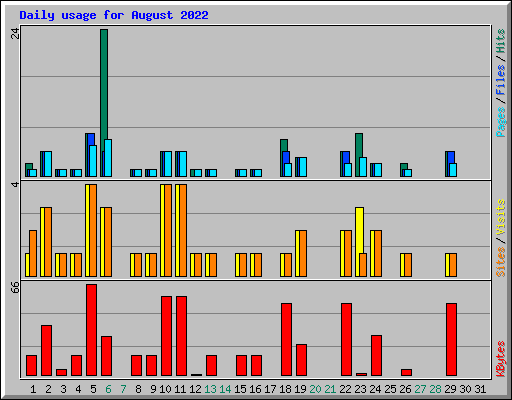 Daily usage for August 2022
24
Pages / Files / Hits
4
Sites / Visits
66
KBytes
1 2 3 4 5 6 7 8 9 10 11 12 13 14 15 16 17 18 19 20 21 22 23 24 25 26 27 28 29 30 31